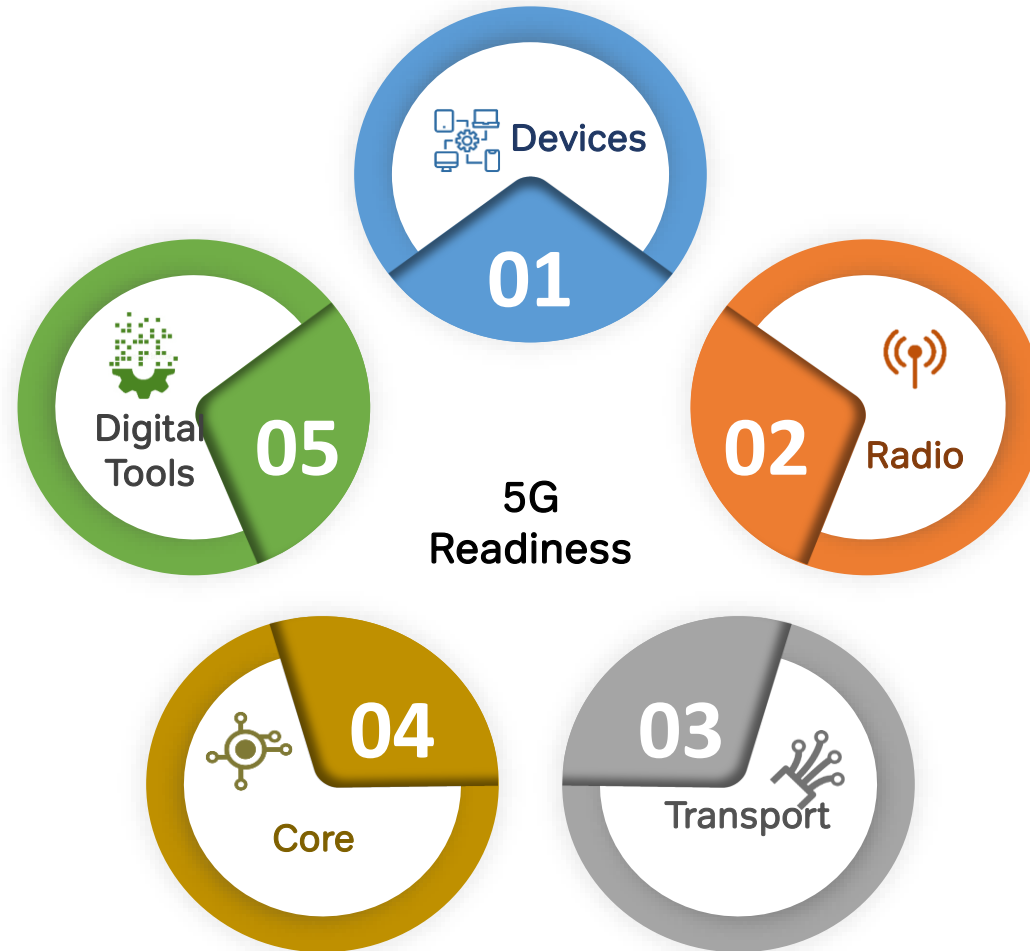 Devices
01
02
Radio
03
Transport
04
Core
05
Digital
Tools
5G
Readiness